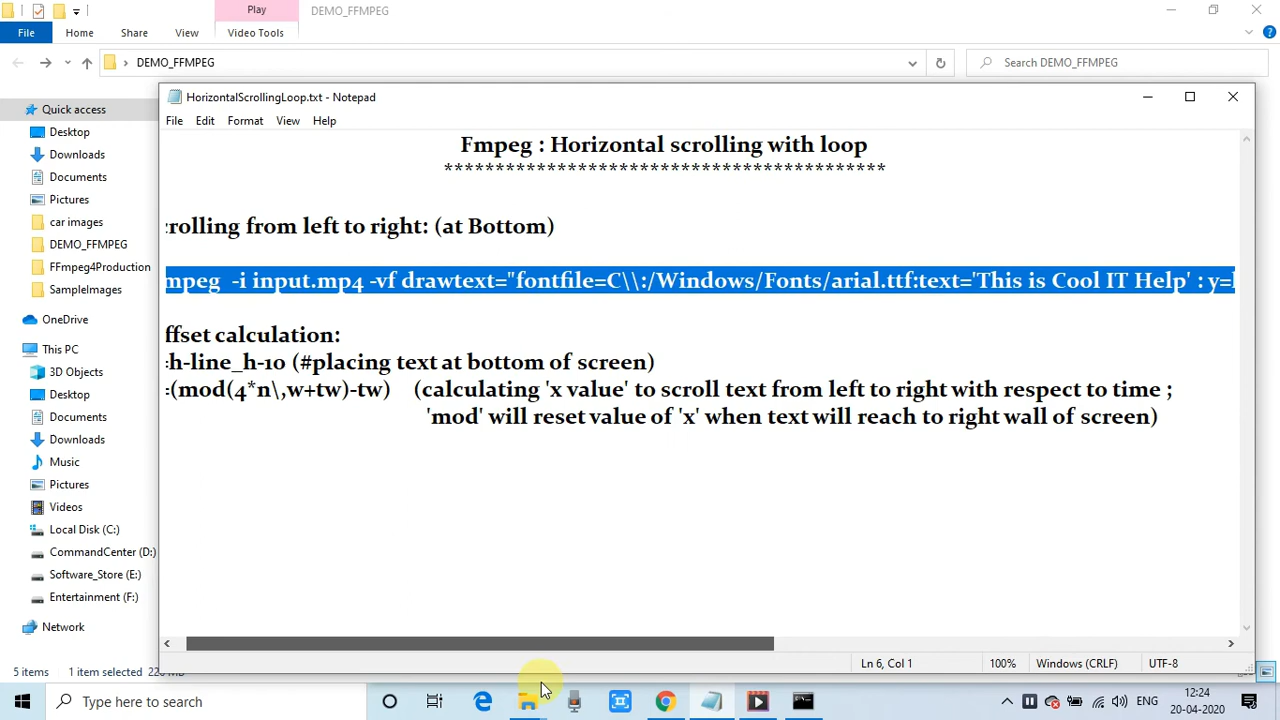 Play
DEMO_FFMPEG
File
Home
Share
View
Video Tools
DEMO_FFMPEG
Search DEMO_FFMPEG
Quick access
Desktop
Downloads
Documents
Pictures
car images
DEMO_FFMPEG
FFmpeg4Production
SampleImages
OneDrive
This PC
3D Objects
Desktop
Documents
Downloads
Music
Pictures
Videos
Local Disk (C:)
CommandCenter (D:)
Software_Store (E:)
Entertainment (F:)
Network
5 items
1 item selected
HorizontalScrollingLoop.txt - Notepad
File Edit Format View Help
Fmpeg : Horizontal scrolling with loop
*******************************************
crolling from left to right: (at Bottom)
mpeg -i input.mp4 -vf drawtext="fontfile=C\\:/Windows/Fonts/arial.ttf:text='This is Cool IT Help' : y=
ffset calculation:
=h-line_h-10 (#placing text at bottom of screen)
=(mod(4*n\,w+tw)-tw) (calculating 'x value' to scroll text from left to right with respect to time ;
'mod' will reset value of 'x' when text will reach to right wall of screen)
Ln 6, Col 1
100%
Windows (CRLF)
UTF-8
Type here to search
ENG
12:24
20-04-2020